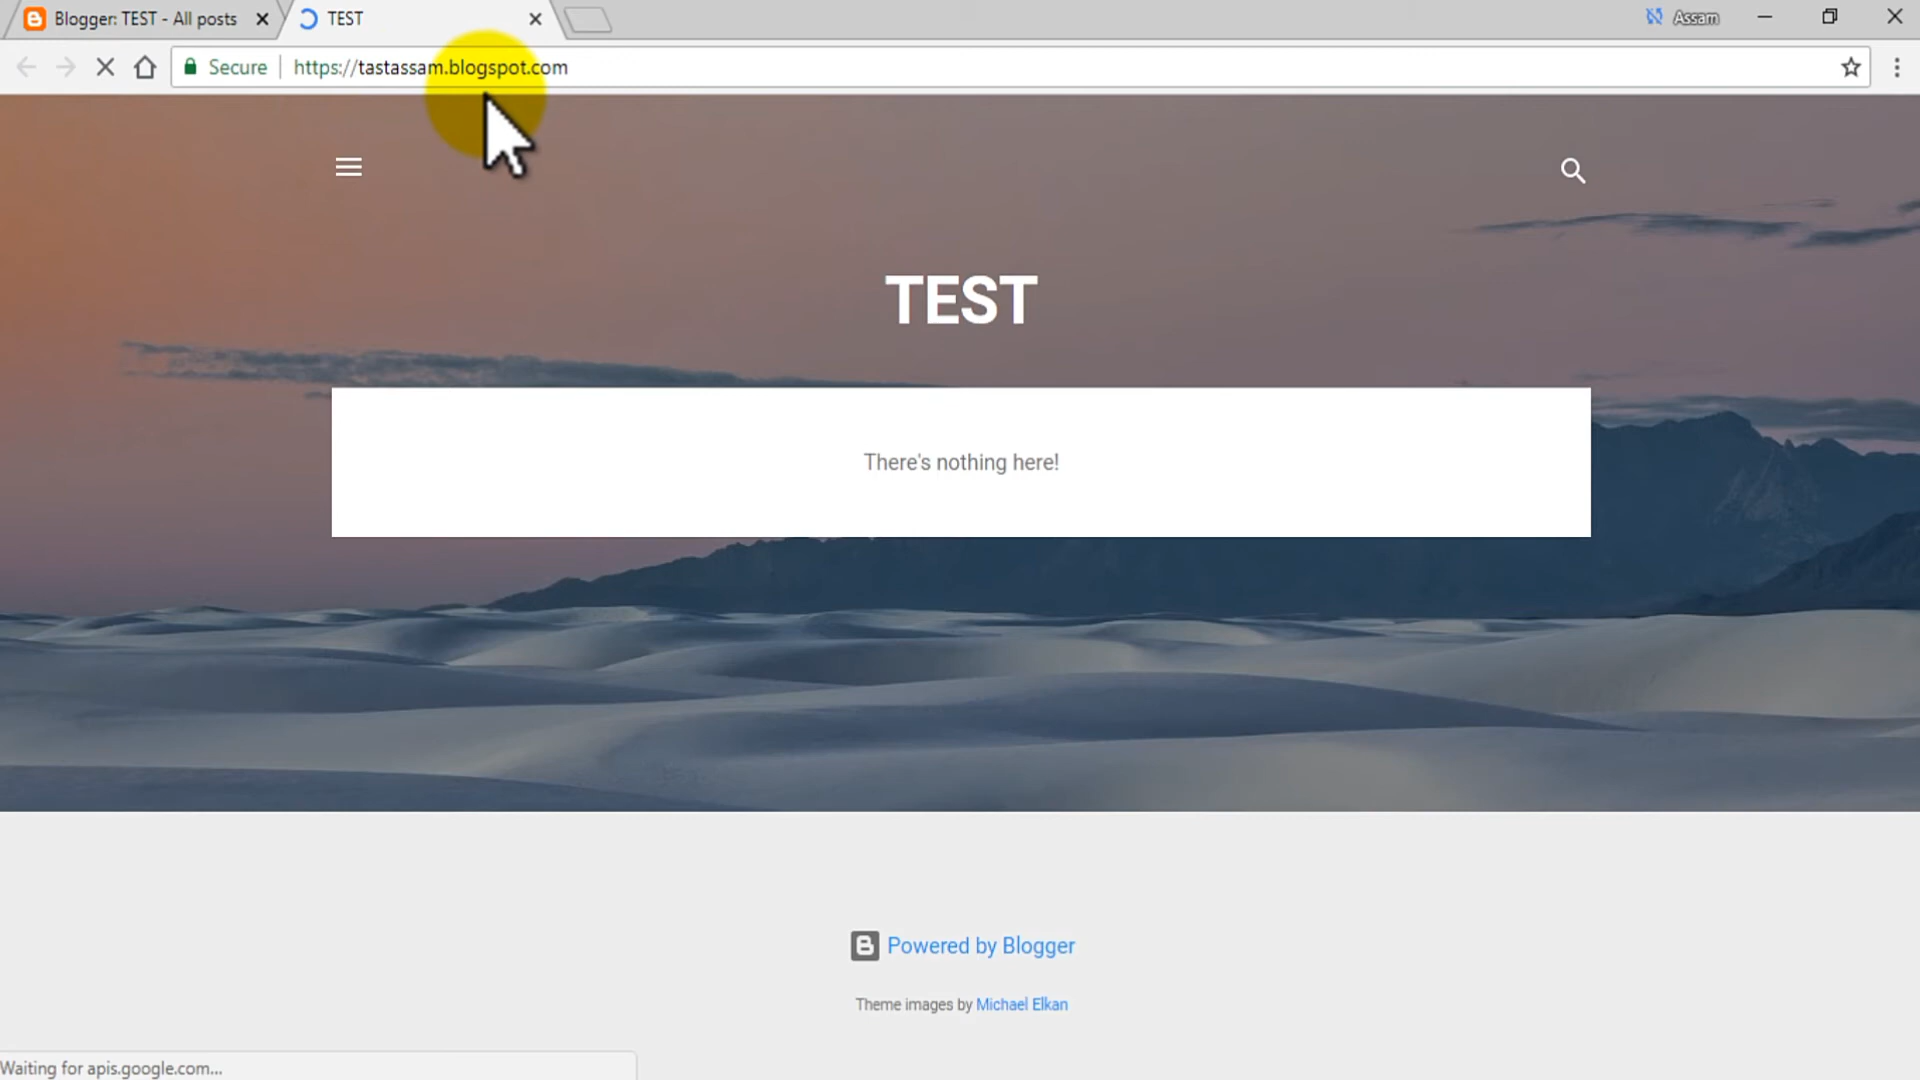 Blogger: TEST - All posts
TEST
Assam
Secure
https://tastassam.blogspot.com
TEST
There's nothing here!
Powered by Blogger
Theme images by Michael Elkan
Waiting for apis.google.com...